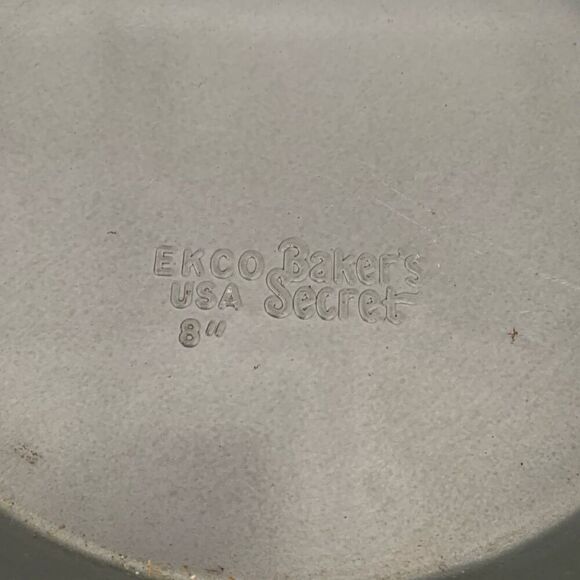 EKCO Baker's
USA Secret
8"